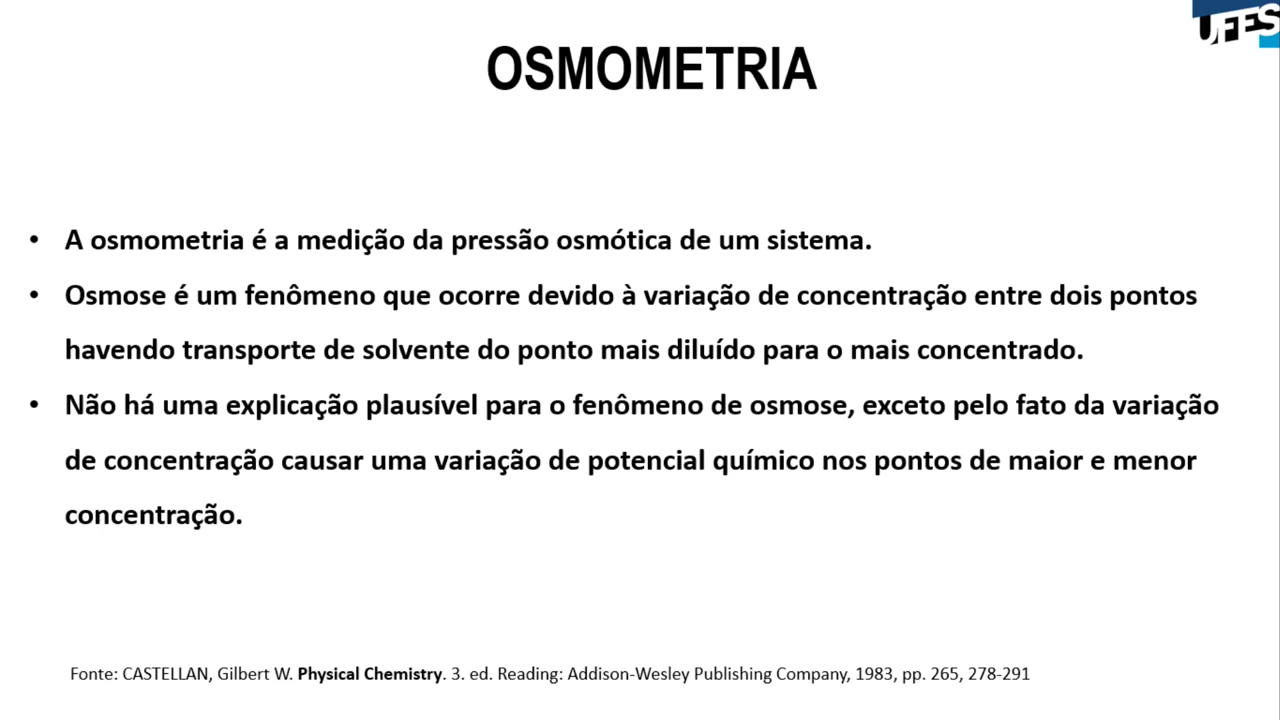 UFES
OSMOMETRIA
• A osmometria é a medição da pressão osmótica de um sistema.
• Osmose é um fenômeno que ocorre devido à variação de concentração entre dois pontos
havendo transporte de solvente do ponto mais diluído para o mais concentrado.
• Não há uma explicação plausível para o fenômeno de osmose, exceto pelo fato da variação
de concentração causar uma variação de potencial químico nos pontos de maior e menor
concentração.
Fonte: CASTELLAN, Gilbert W. Physical Chemistry. 3. ed. Reading: Addison-Wesley Publishing Company, 1983, pp. 265, 278-291